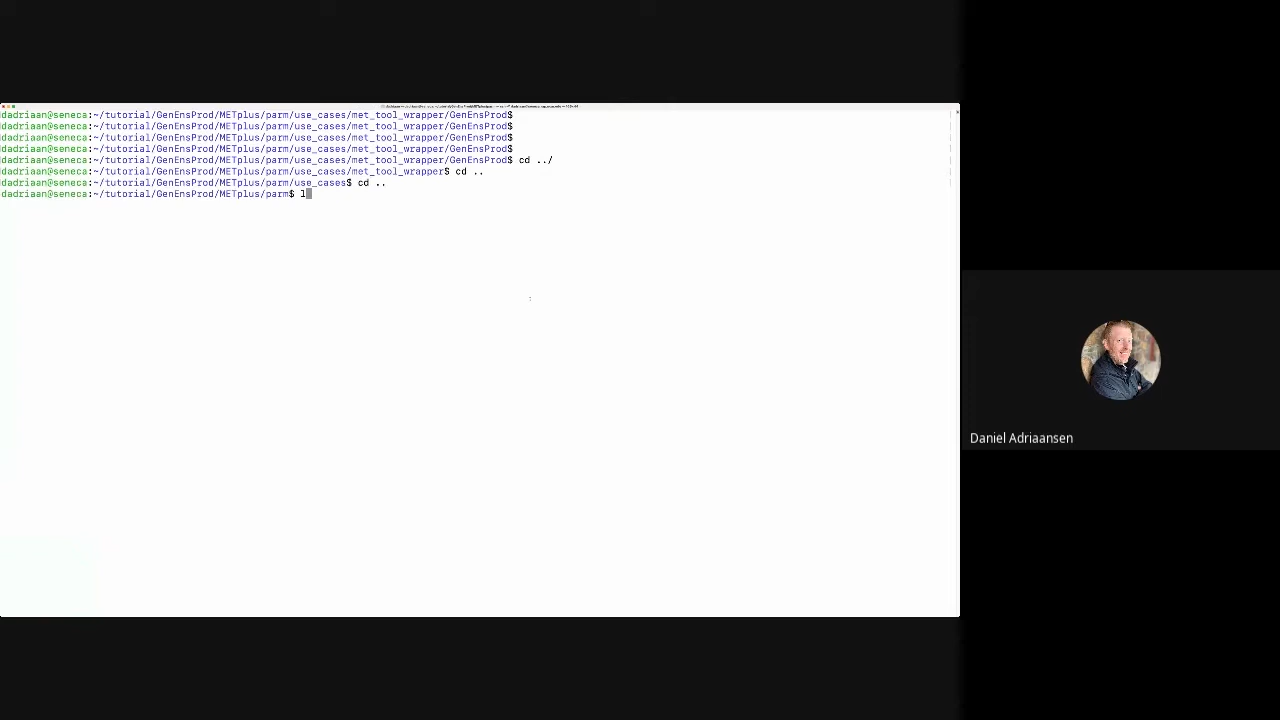 dadriaan@seneca:~/tutorial/GenEnsProd/METplus/parm/use_cases/met_tool_wrapper/GenEnsProd$
dadriaan@seneca:~/tutorial/GenEnsProd/METplus/parm/use_cases/met_tool_wrapper/GenEnsProd$
dadriaan@seneca:~/tutorial/GenEnsProd/METplus/parm/use_cases/met_tool_wrapper/GenEnsProd$
dadriaan@seneca:~/tutorial/GenEnsProd/METplus/parm/use_cases/met_tool_wrapper/GenEnsProd$
dadriaan@seneca:~/tutorial/GenEnsProd/METplus/parm/use_cases/met_tool_wrapper/GenEnsProd$ cd ../
dadriaan@seneca:~/tutorial/GenEnsProd/METplus/parm/use_cases/met_tool_wrapper$ cd ..
dadriaan@seneca:~/tutorial/GenEnsProd/METplus/parm/use_cases$ cd ..
dadriaan@seneca:~/tutorial/GenEnsProd/METplus/parm$ l
Daniel Adriaansen